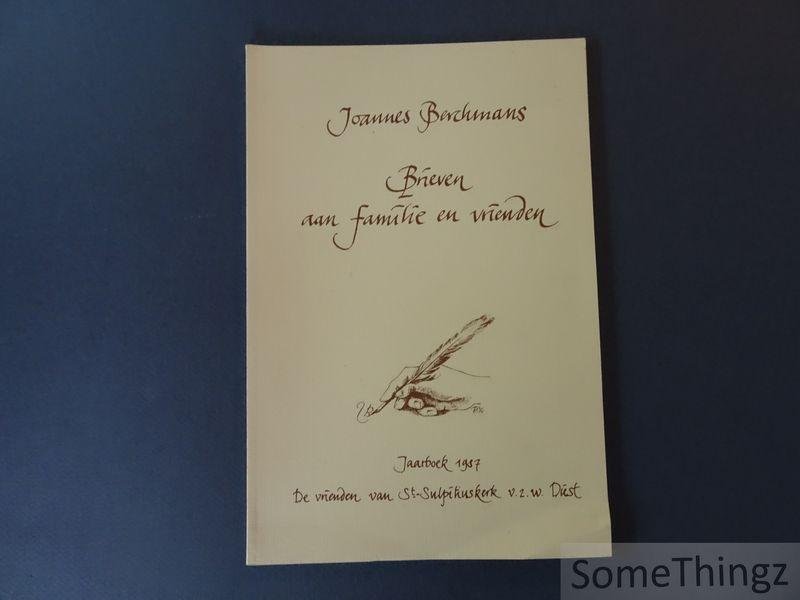 Joannes Berchmans
Brieven
aan familie en vrienden
Jaarboek 1987
De vrienden van St-Sulpitiuskerk v.z.w. Diest
SomeThingz